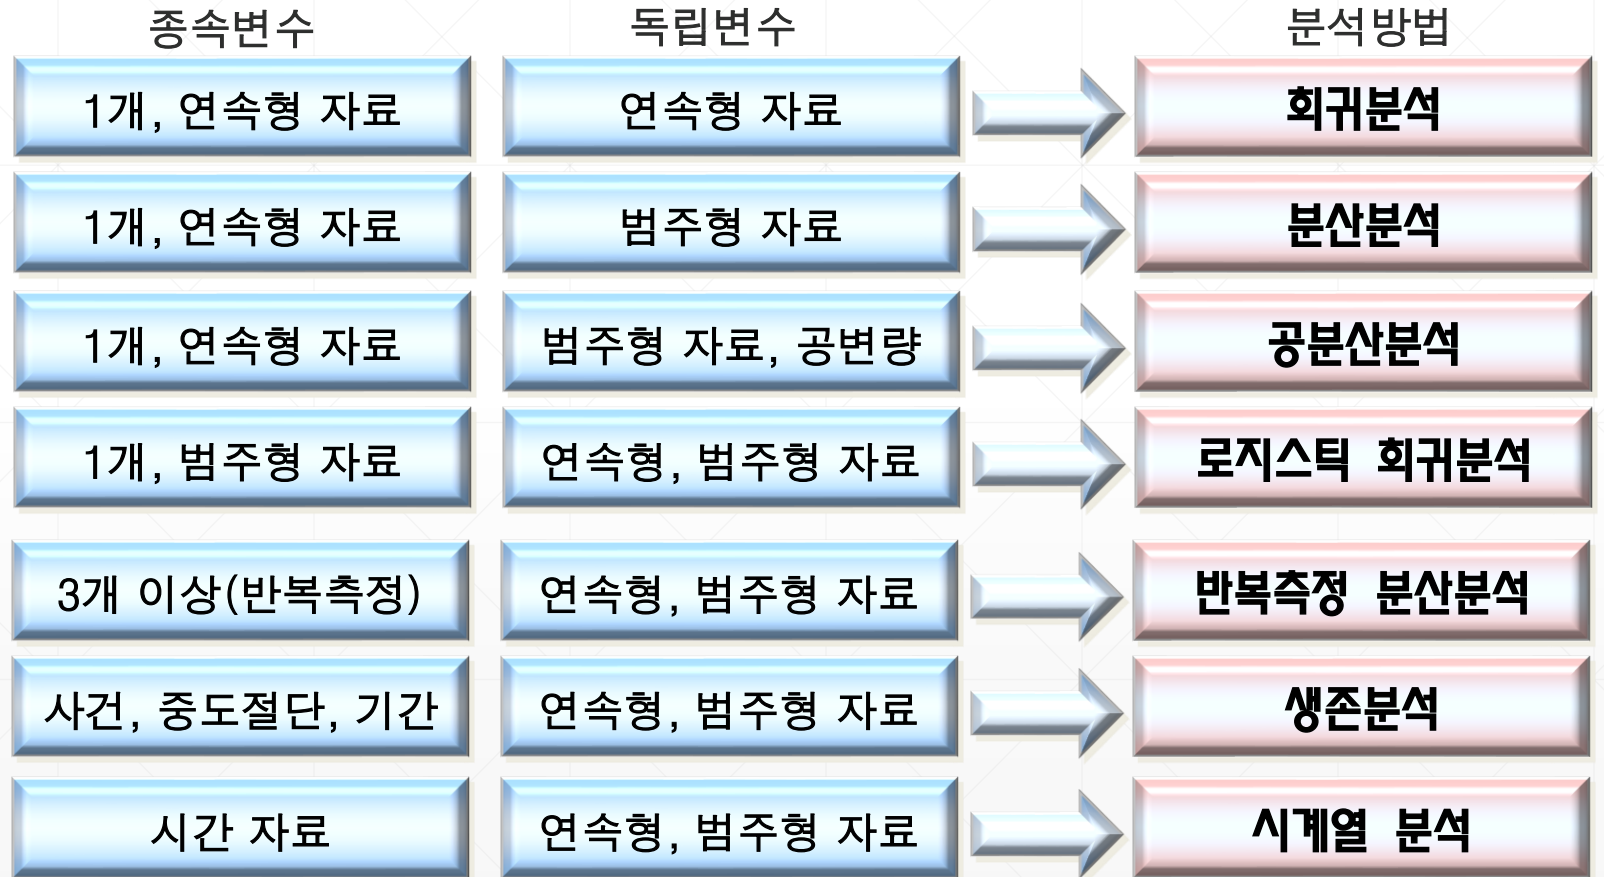 종속변수 독립변수 분석방법
1개, 연속형 자료 연속형 자료 회귀분석
1개, 연속형 자료 범주형 자료 분산분석
1개, 연속형 자료 범주형 자료, 공변량 공분산분석
1개, 범주형 자료 연속형, 범주형 자료 로지스틱 회귀분석
3개 이상(반복측정) 연속형, 범주형 자료 반복측정 분산분석
사건, 중도절단, 기간 연속형, 범주형 자료 생존분석
시간 자료 연속형, 범주형 자료 시계열 분석